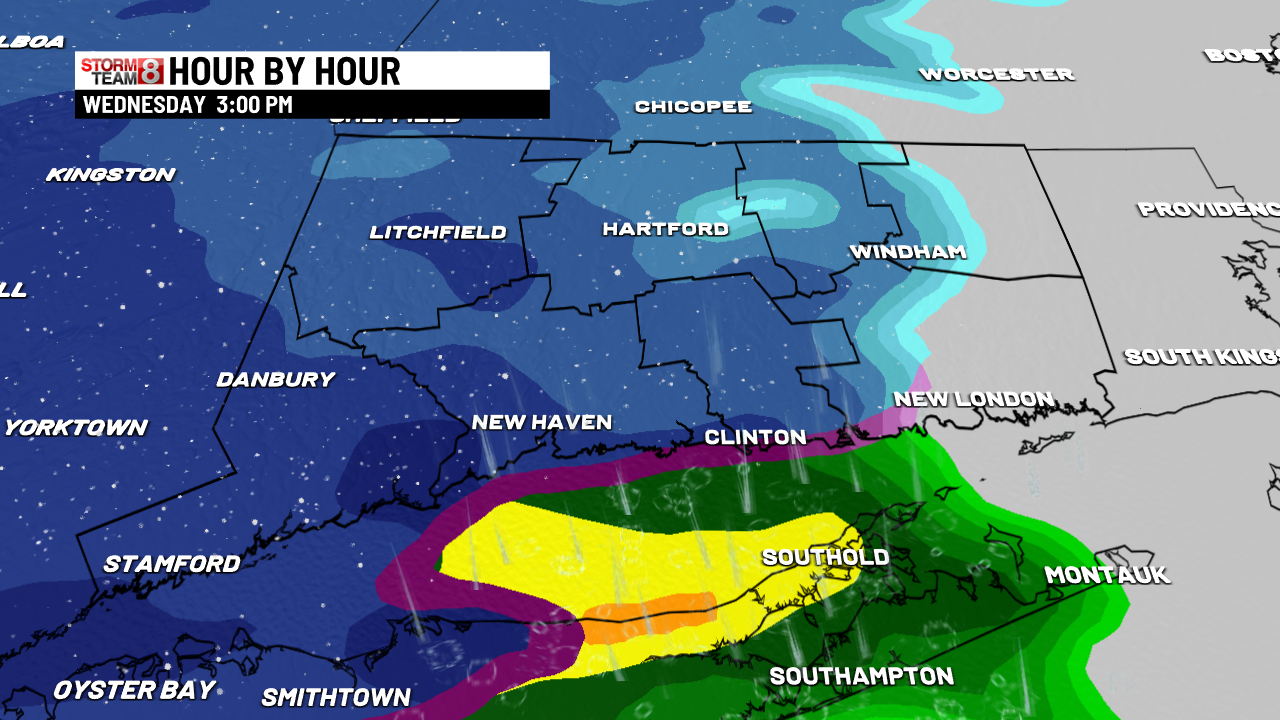 LBOA
BOST
STORM
TEAM 8
HOUR BY HOUR
WEDNESDAY 3:00 PM
WORCESTER
CHICOPEE
SHEFFIELD
KINGSTON
PROVIDENC
LITCHFIELD
HARTFORD
WINDHAM
LL
SOUTH KINGS
DANBURY
NEW LONDON
YORKTOWN
NEW HAVEN
CLINTON
STAMFORD
SOUTHOLD
MONTAUK
OYSTER BAY
SMITHTOWN
SOUTHAMPTON